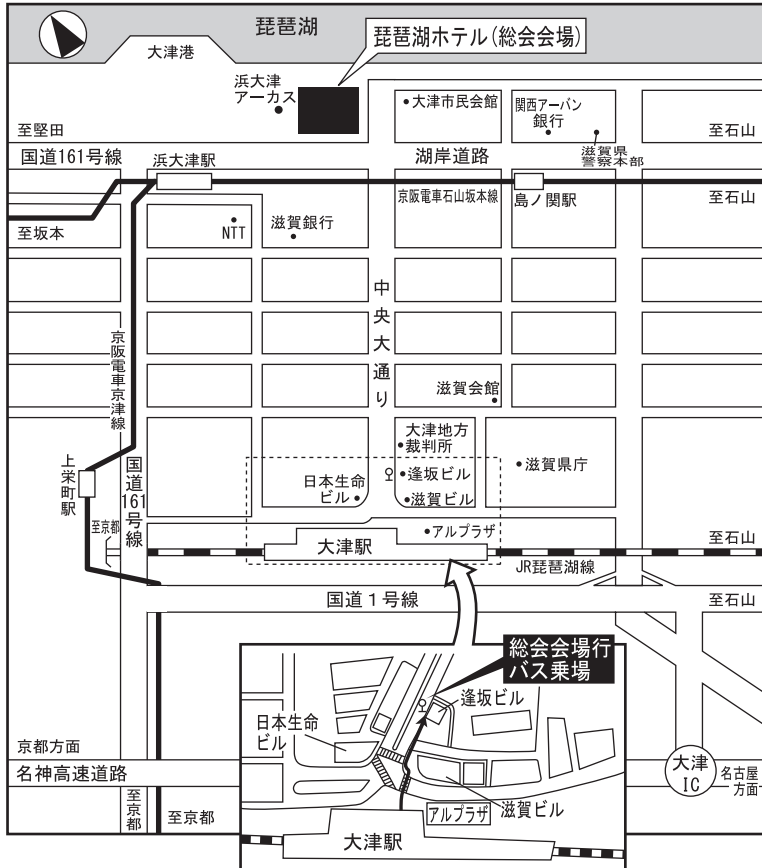 琵琶湖
大津港
琵琶湖ホテル(総会会場)
浜大津
アーカス
大津市民会館
関西アーバン
銀行
滋賀県
警察本部
至堅田
至石山
国道161号線
浜大津駅
湖岸道路
京阪電車石山坂本線
島ノ関駅
至石山
至坂本
NTT
滋賀銀行
中央大通り
京阪電車京津線
滋賀会館
大津地方
裁判所
上栄町駅
国道161号線
日本生命
ビル
逢坂ビル
滋賀ビル
滋賀県庁
至京都
大津駅
アルプラザ
至石山
JR琵琶湖線
国道1号線
至石山
総会会場行
バス乗場
逢坂ビル
日本生命
ビル
京都方面
名神高速道路
大津
IC
名古屋
方面
至京都
至京都
アルプラザ
滋賀ビル
大津駅